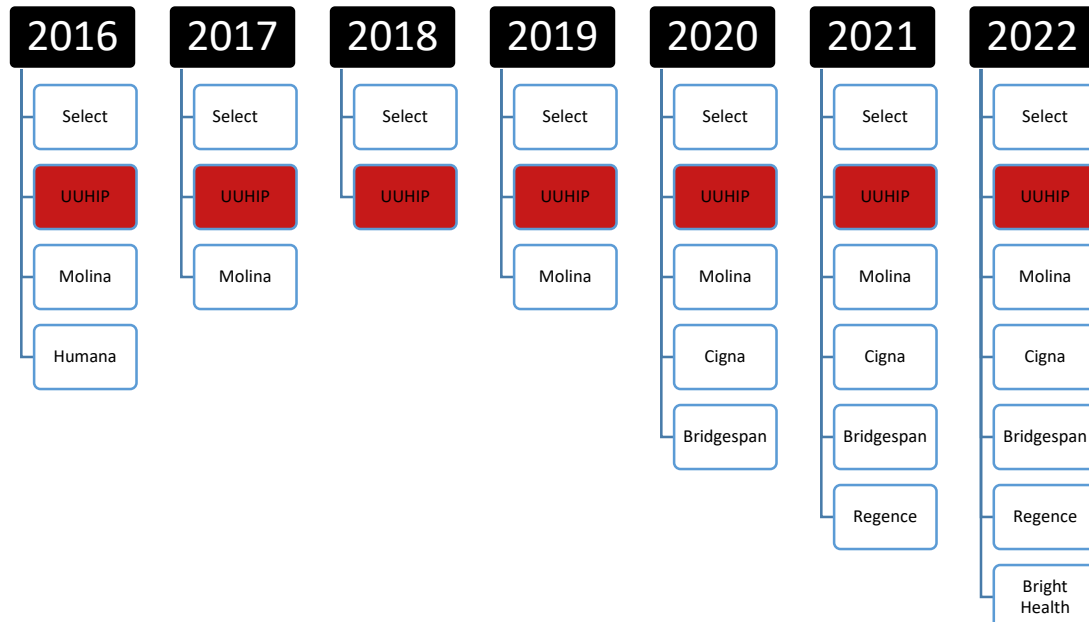 2016
Select
UUHIP
Molina
Humana
2017
Select
UUHIP
Molina
2018
Select
UUHIP
2019
Select
UUHIP
Molina
2020
Select
UUHIP
Molina
Cigna
Bridgespan
2021
Select
UUHIP
Molina
Cigna
Bridgespan
Regence
2022
Select
UUHIP
Molina
Cigna
Bridgespan
Regence
Bright
Health